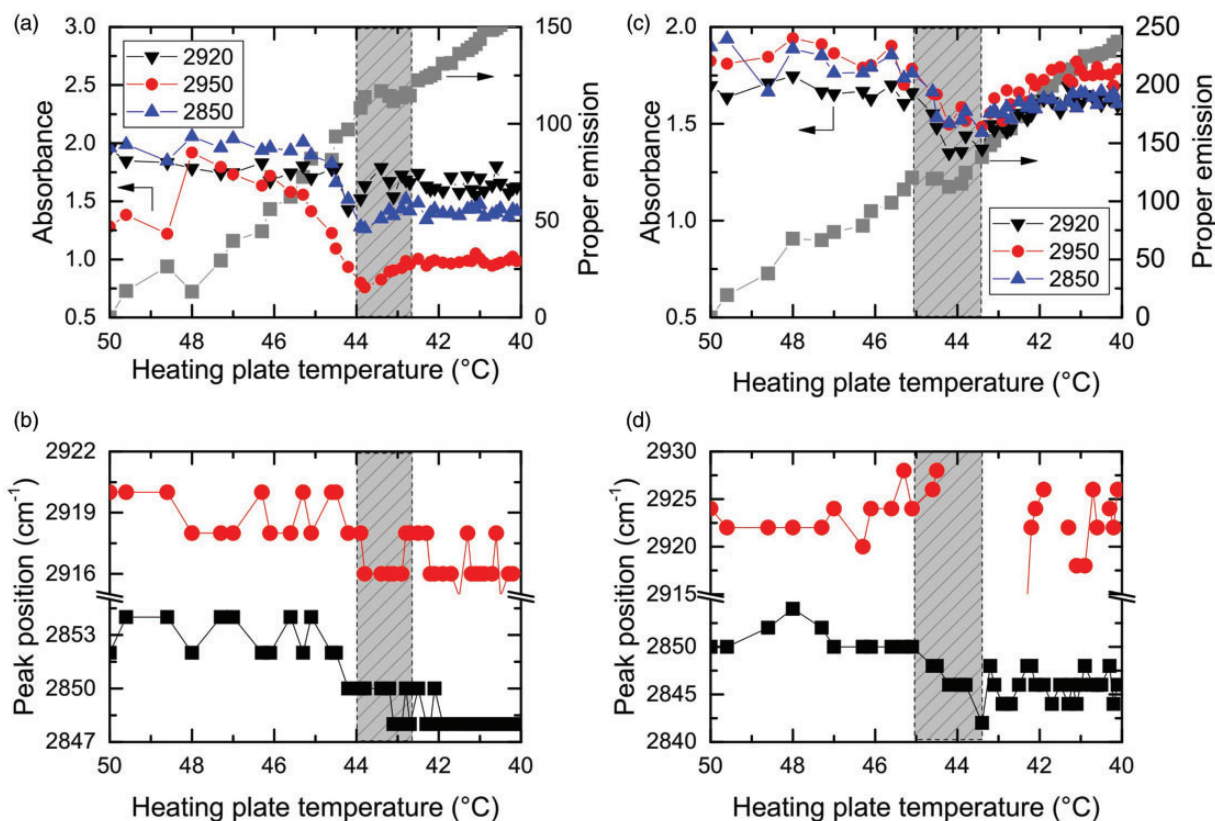 (a)
3.0
2.5
2.0
1.5
1.0
0.5
Absorbance
2920
2950
2850
150
100
50
0
Proper emission
50 48 46 44 42 40
Heating plate temperature (°C)
(c)
2.0
1.5
1.0
0.5
Absorbance
250
200
150
100
50
0
Proper emission
2920
2950
2850
50 48 46 44 42 40
Heating plate temperature (°C)
(b)
2922
2919
2916
2853
2850
2847
Peak position (cm⁻¹)
50 48 46 44 42 40
Heating plate temperature (°C)
(d)
2930
2925
2920
2915
2850
2845
2840
Peak position (cm⁻¹)
50 48 46 44 42 40
Heating plate temperature (°C)